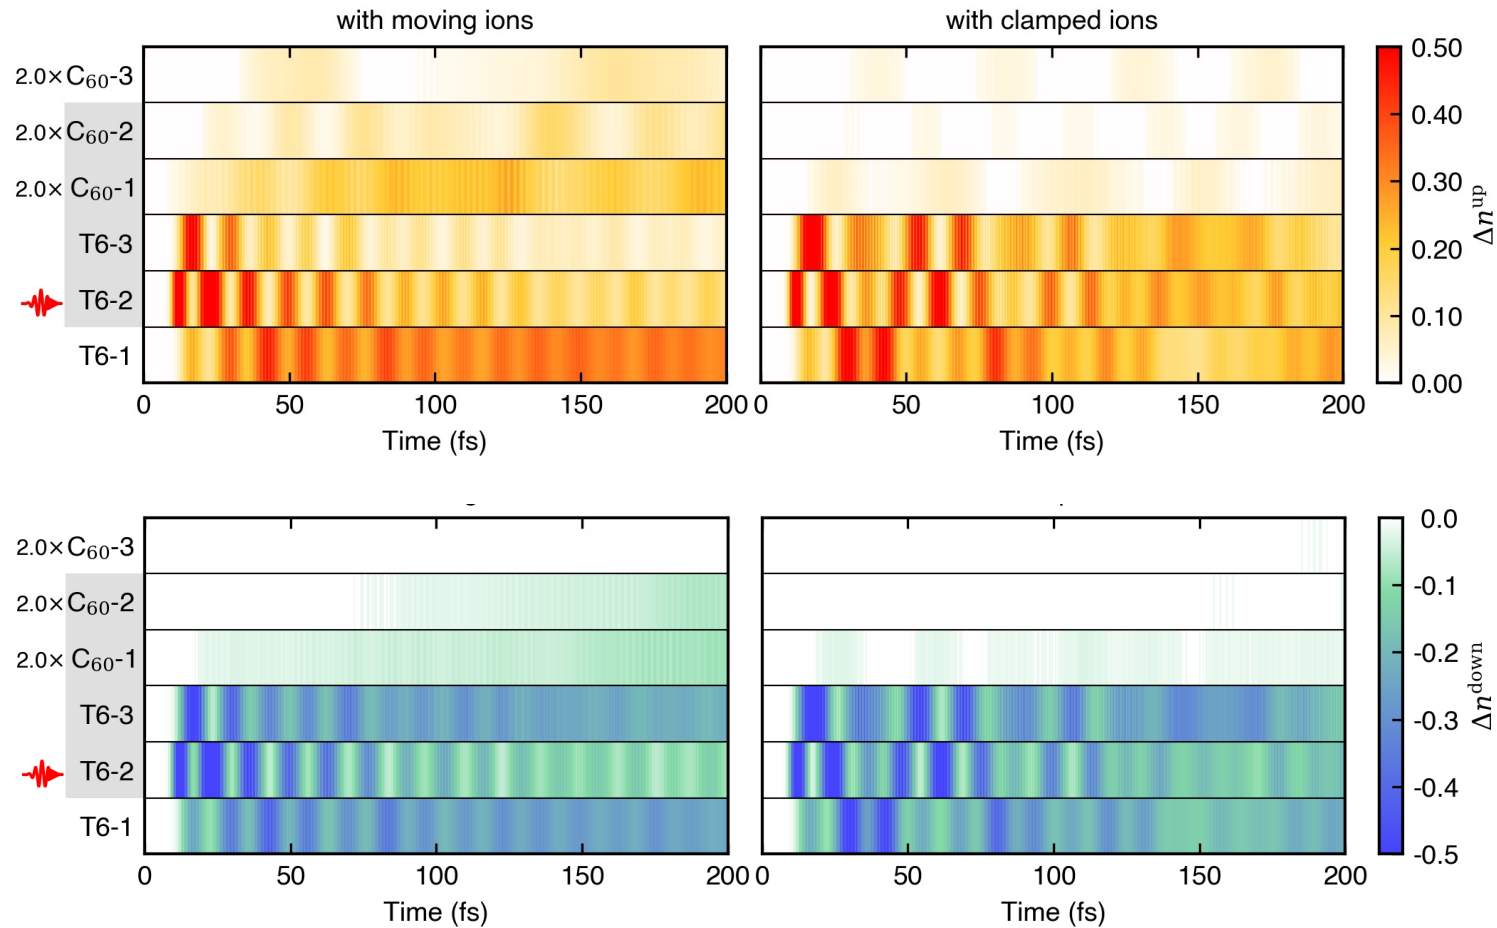 with moving ions
with clamped ions
2.0×C₆₀-3
2.0×C₆₀-2
2.0×C₆₀-1
T6-3
T6-2
T6-1
0 50 100 150 200
Time (fs)
0 50 100 150 200
Time (fs)
0.50
0.40
0.30
0.20
0.10
0.00
Δn^up
2.0×C₆₀-3
2.0×C₆₀-2
2.0×C₆₀-1
T6-3
T6-2
T6-1
0 50 100 150 200
Time (fs)
0 50 100 150 200
Time (fs)
0.0
-0.1
-0.2
-0.3
-0.4
-0.5
Δn^down